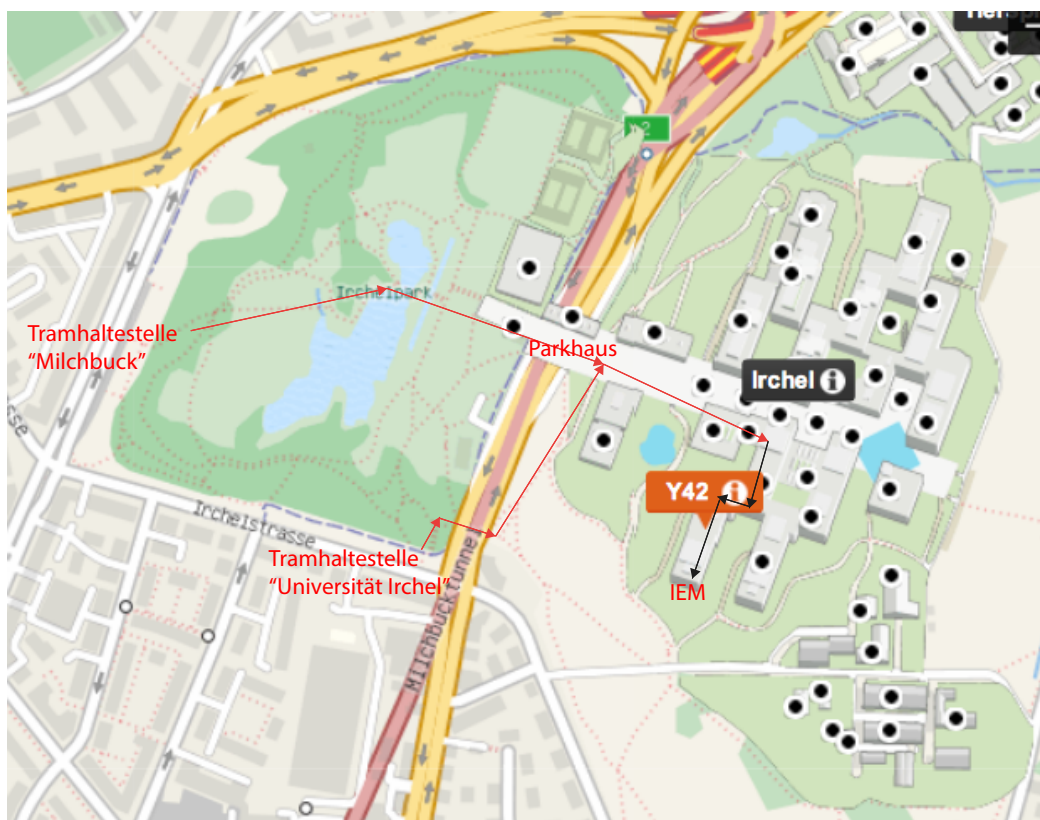 Irchelpark
Tramhaltestelle
“Milchbuck”
Parkhaus
Irchel
Y42
Irchelstrasse
Tramhaltestelle
“Universität Irchel”
IEM
Milchbucktunnel